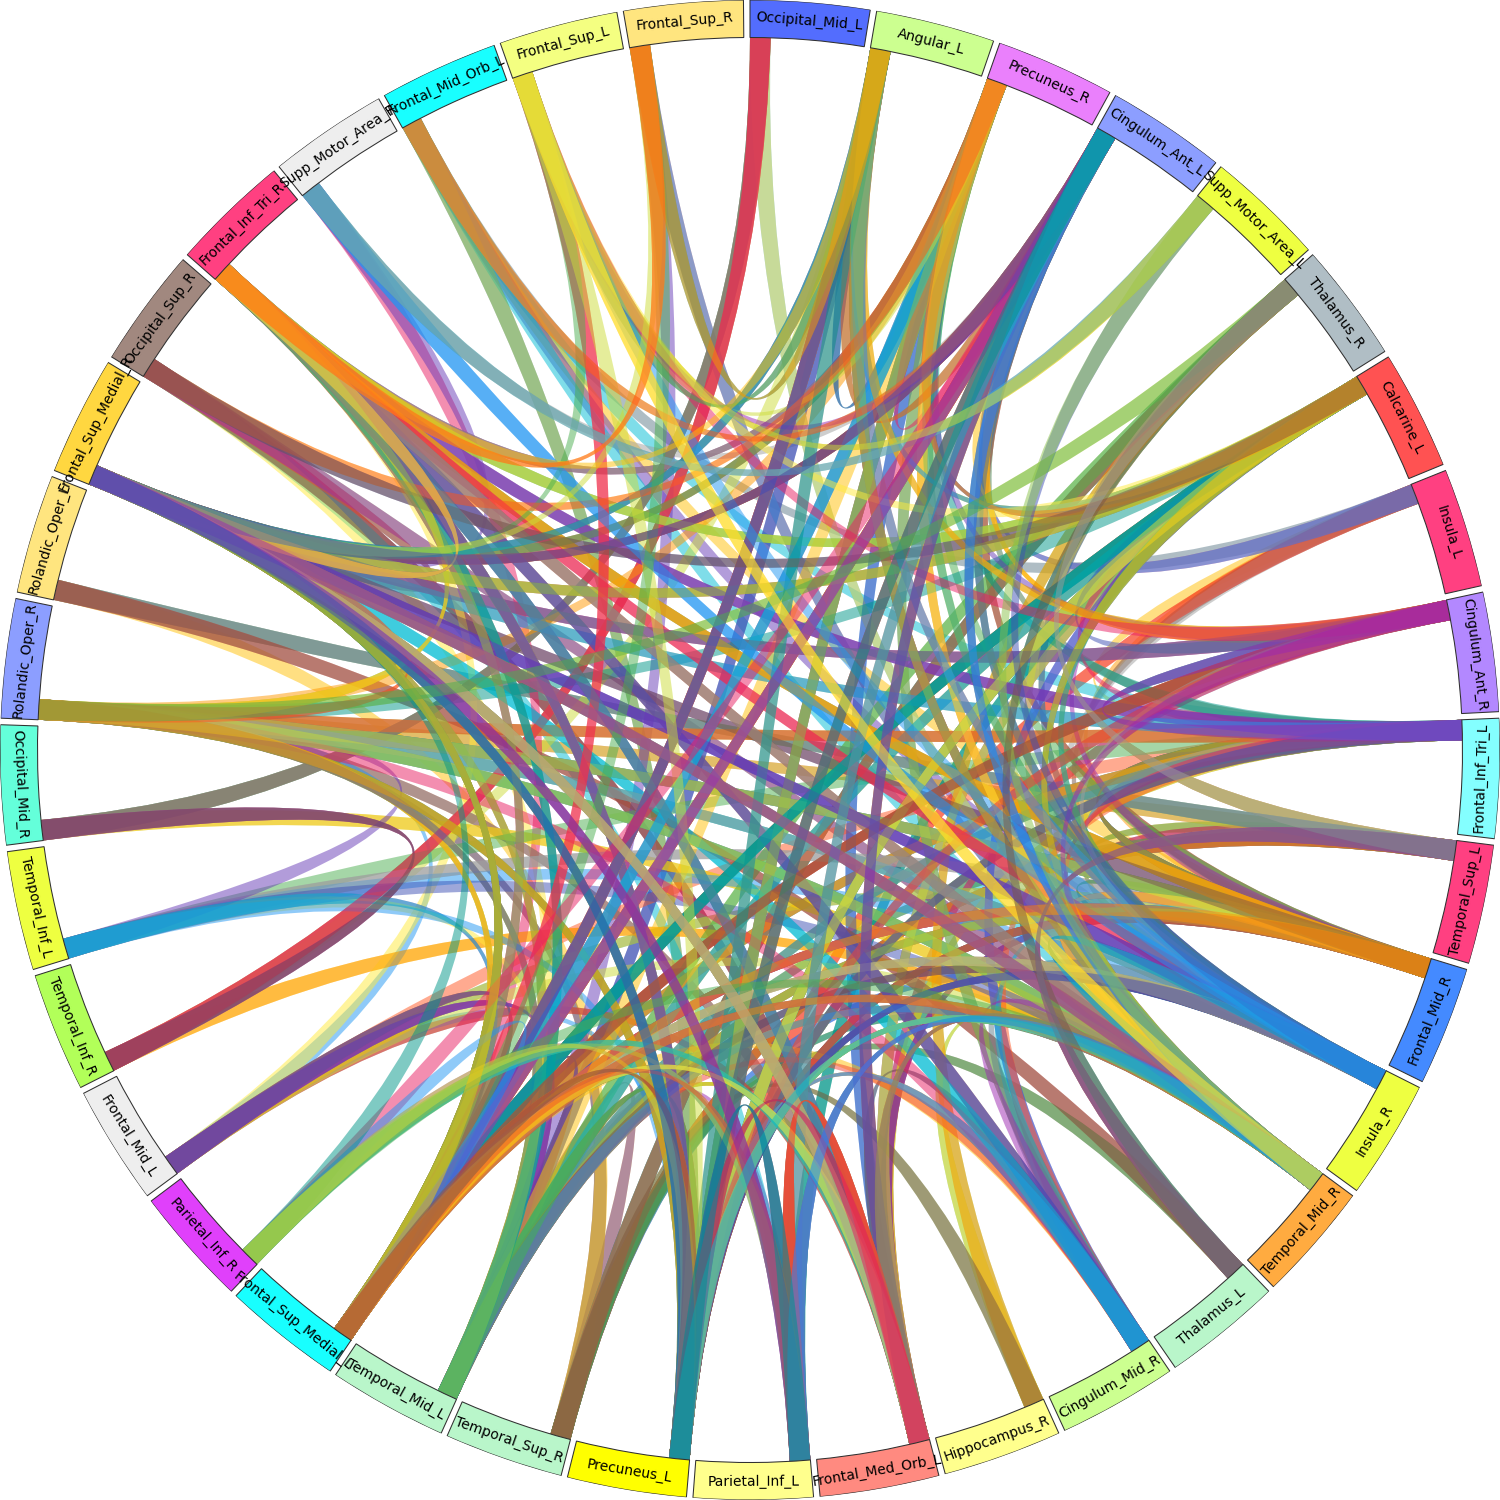 Occipital_Mid_L
Angular_L
Precuneus_R
Cingulum_Ant_L
Supp_Motor_Area_L
Thalamus_R
Calcarine_L
Insula_L
Cingulum_Ant_R
Frontal_Inf_Tri_L
Temporal_Sup_L
Frontal_Mid_R
Insula_R
Temporal_Mid_R
Thalamus_L
Cingulum_Mid_R
Hippocampus_R
Frontal_Med_Orb_L
Parietal_Inf_L
Precuneus_L
Temporal_Sup_R
Temporal_Mid_L
Frontal_Sup_Medial_L
Parietal_Inf_R
Frontal_Mid_L
Temporal_Inf_R
Temporal_Inf_L
Occipital_Mid_R
Rolandic_Oper_R
Rolandic_Oper_L
Frontal_Sup_Medial_R
Occipital_Sup_R
Frontal_Inf_Tri_R
Supp_Motor_Area_R
Frontal_Mid_Orb_L
Frontal_Sup_L
Frontal_Sup_R